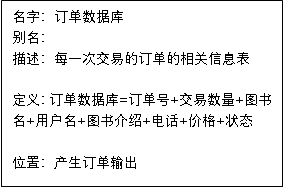 名字：订单数据库
别名：
描述：每一次交易的订单的相关信息表
定义：订单数据库=订单号+交易数量+图书
名+用户名+图书介绍+电话+价格+状态
位置：产生订单输出